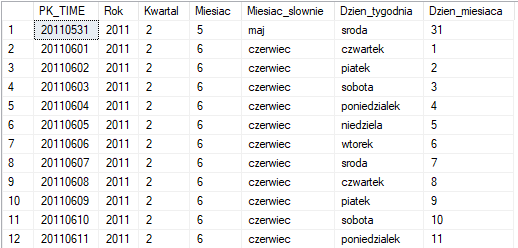 PK_TIME Rok Kwartal Miesiac Miesiac_slownie Dzien_tygodnia Dzien_miesiaca
1 20110531 2011 2 5 maj sroda 31
2 20110601 2011 2 6 czerwiec czwartek 1
3 20110602 2011 2 6 czerwiec piatek 2
4 20110603 2011 2 6 czerwiec sobota 3
5 20110604 2011 2 6 czerwiec poniedzialek 4
6 20110605 2011 2 6 czerwiec niedziela 5
7 20110606 2011 2 6 czerwiec wtorek 6
8 20110607 2011 2 6 czerwiec sroda 7
9 20110608 2011 2 6 czerwiec czwartek 8
10 20110609 2011 2 6 czerwiec piatek 9
11 20110610 2011 2 6 czerwiec sobota 10
12 20110611 2011 2 6 czerwiec poniedzialek 11